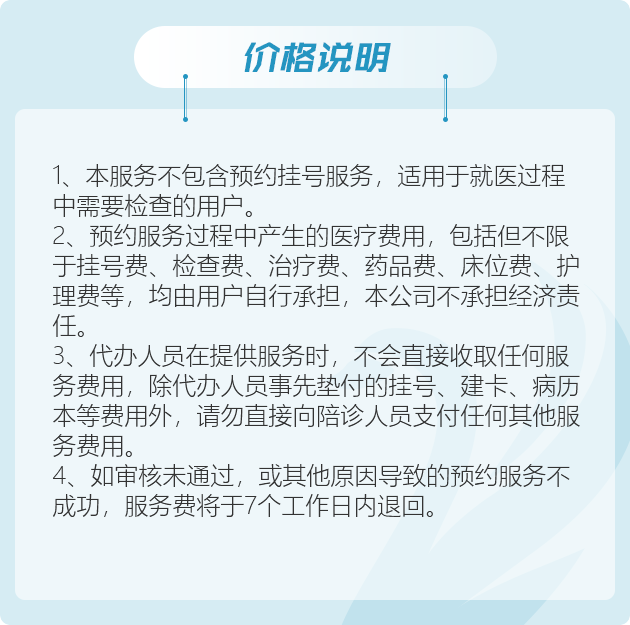 价格说明
1、本服务不包含预约挂号服务，适用于就医过程
中需要检查的用户。
2、预约服务过程中产生的医疗费用，包括但不限
于挂号费、检查费、治疗费、药品费、床位费、护
理费等，均由用户自行承担，本公司不承担经济责
任。
3、代办人员在提供服务时，不会直接收取任何服
务费用，除代办人员事先垫付的挂号、建卡、病历
本等费用外，请勿直接向陪诊人员支付任何其他服
务费用。
4、如审核未通过，或其他原因导致的预约服务不
成功，服务费将于7个工作日内退回。